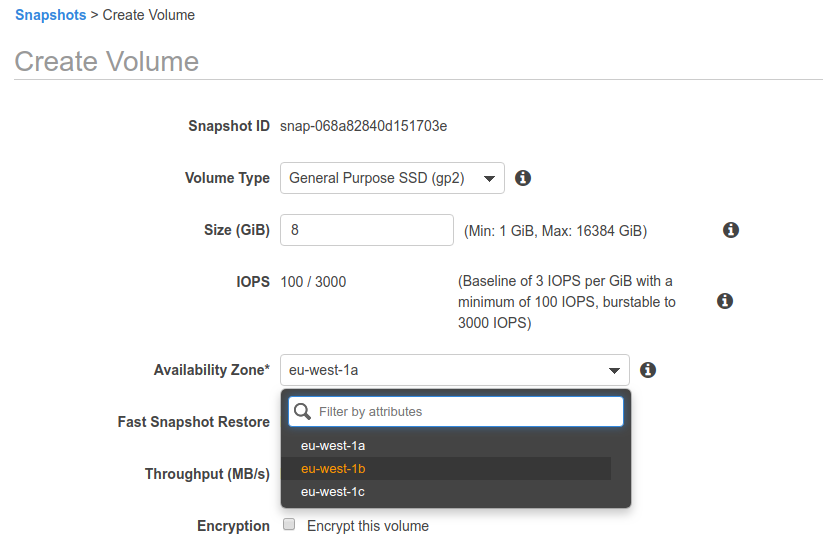 Snapshots > Create Volume
Create Volume
Snapshot ID snap-068a82840d151703e
Volume Type General Purpose SSD (gp2)
Size (GiB) 8 (Min: 1 GiB, Max: 16384 GiB)
IOPS 100 / 3000 (Baseline of 3 IOPS per GiB with a
minimum of 100 IOPS, burstable to
3000 IOPS)
Availability Zone* eu-west-1a
Filter by attributes
Fast Snapshot Restore
eu-west-1a
eu-west-1b
Throughput (MB/s)
eu-west-1c
Encryption Encrypt this volume